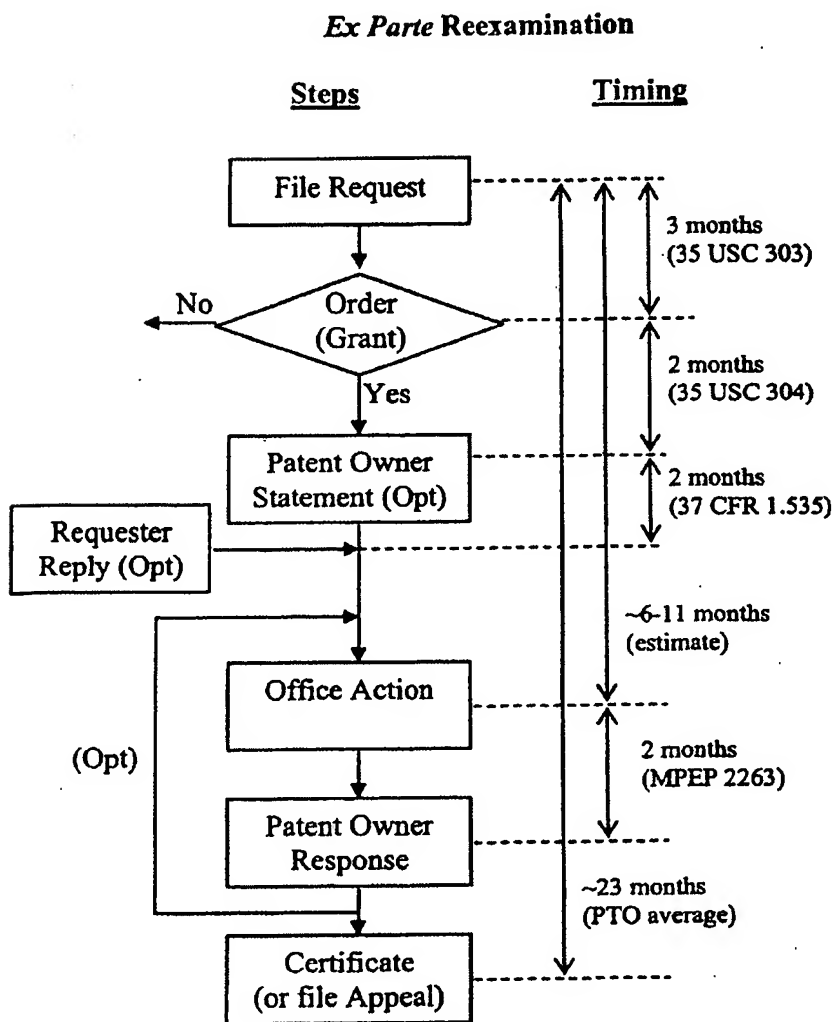 Ex Parte Reexamination
Steps
Timing
File Request
3 months
(35 USC 303)
No
Order
(Grant)
2 months
(35 USC 304)
Yes
Patent Owner
Statement (Opt)
2 months
(37 CFR 1.535)
Requester
Reply (Opt)
~6-11 months
(estimate)
Office Action
(Opt)
2 months
(MPEP 2263)
Patent Owner
Response
~23 months
(PTO average)
Certificate
(or file Appeal)